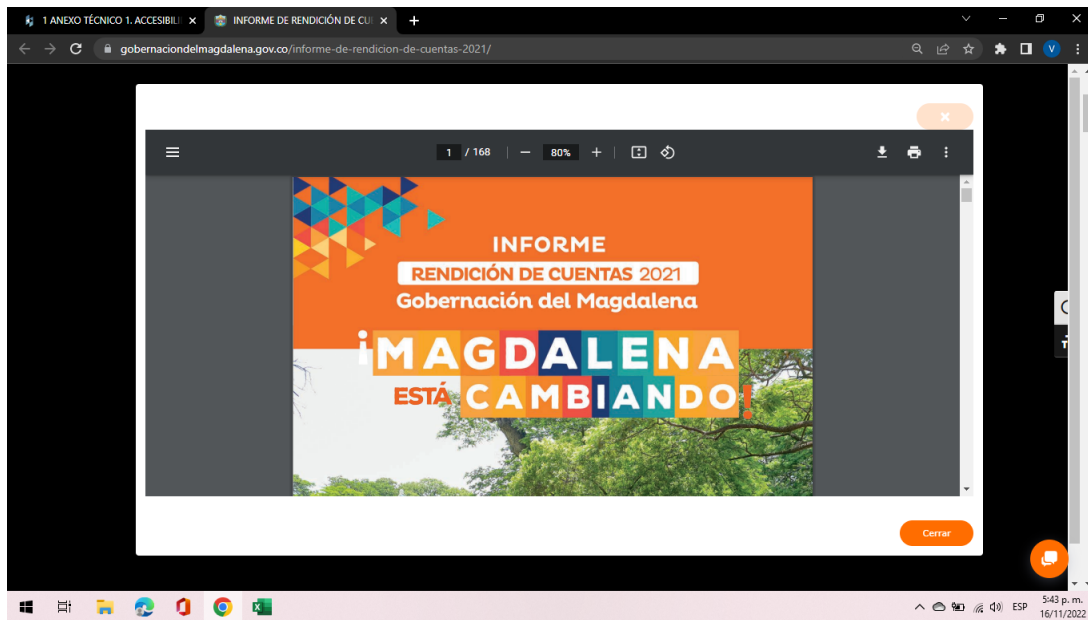 1 ANEXO TÉCNICO 1. ACCESIBILI
INFORME DE RENDICIÓN DE CUE
gobernaciondelmagdalena.gov.co/informe-de-rendicion-de-cuentas-2021/
V
1 / 168
80%
INFORME
RENDICIÓN DE CUENTAS 2021
Gobernación del Magdalena
¡MAGDALENA
ESTÁ CAMBIANDO!
Cerrar
ESP
5:43 p. m.
16/11/2022